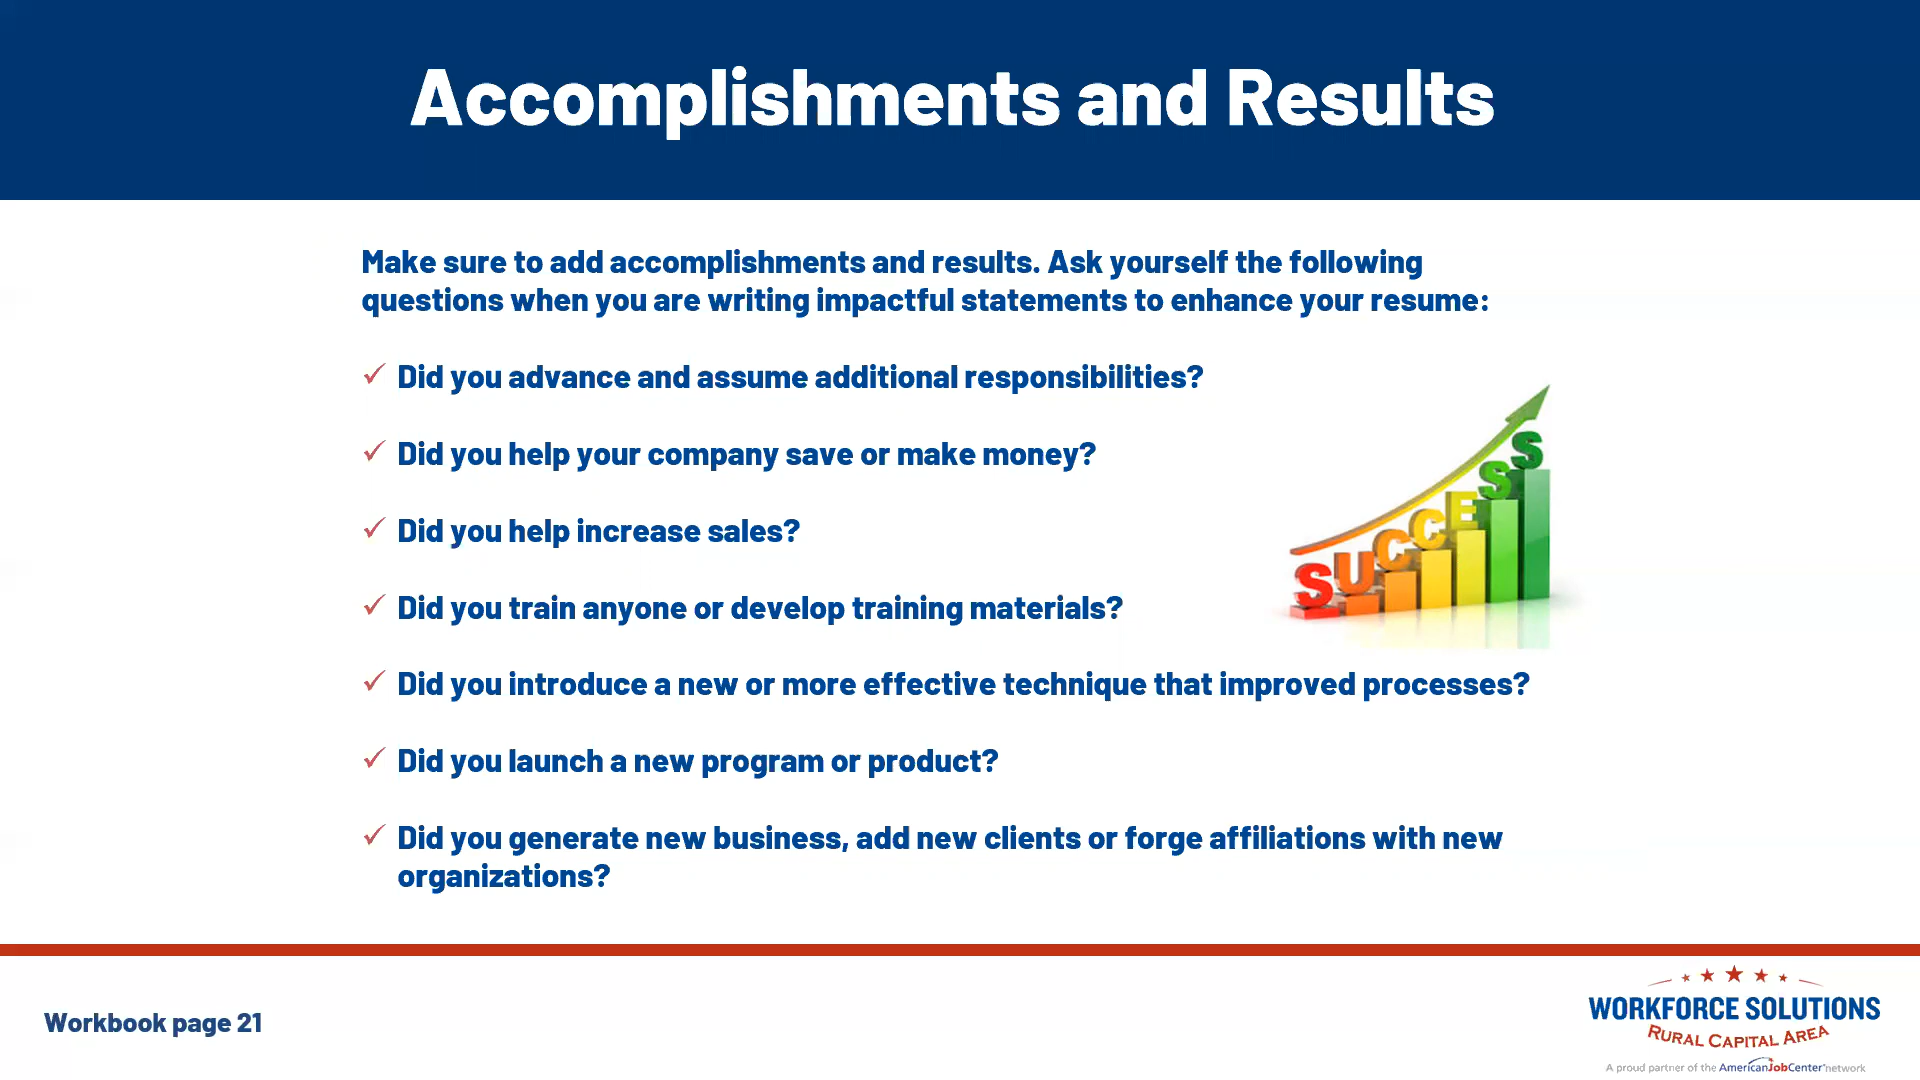 Accomplishments and Results
Make sure to add accomplishments and results. Ask yourself the following
questions when you are writing impactful statements to enhance your resume:
✓ Did you advance and assume additional responsibilities?
✓ Did you help your company save or make money?
✓ Did you help increase sales?
✓ Did you train anyone or develop training materials?
✓ Did you introduce a new or more effective technique that improved processes?
✓ Did you launch a new program or product?
✓ Did you generate new business, add new clients or forge affiliations with new
organizations?
SUCCESS
Workbook page 21
WORKFORCE SOLUTIONS
RURAL CAPITAL AREA
A proud partner of the AmericanJobCenter network